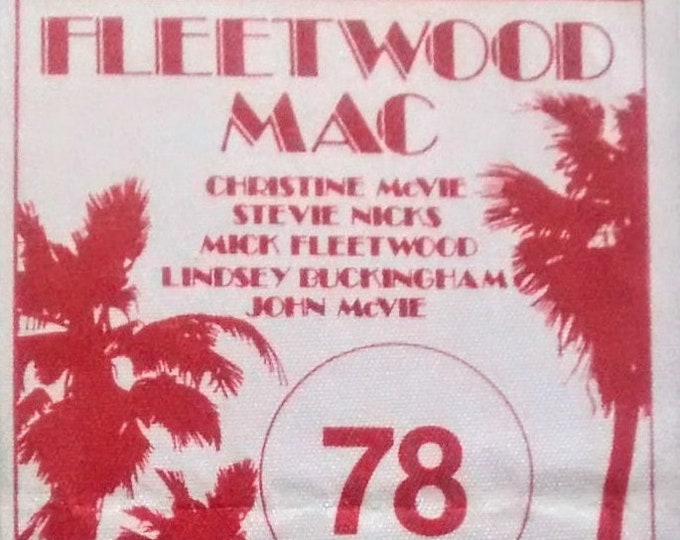 FLEETWOOD
MAC
CHRISTINE McVIE
STEVIE NICKS
MICK FLEETWOOD
LINDSEY BUCKINGHAM
JOHN McVIE
78